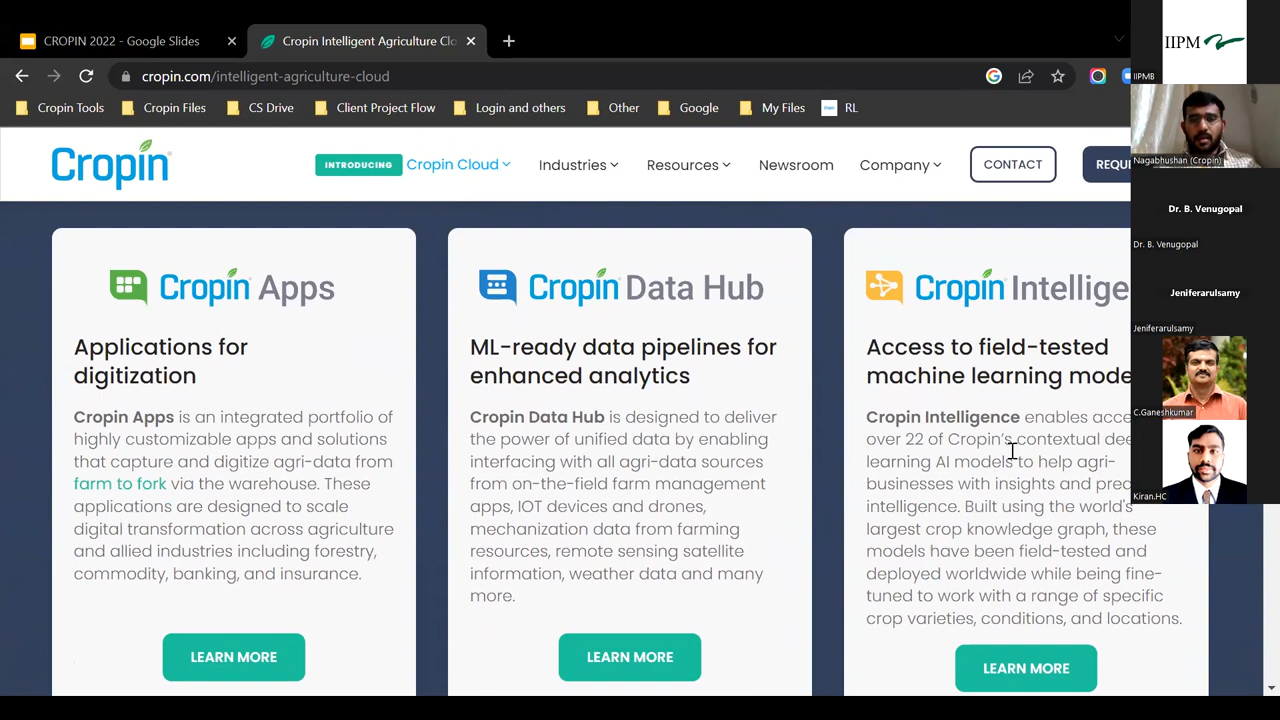 CROPIN 2022 - Google Slides
Cropin Intelligent Agriculture Clo
cropin.com/intelligent-agriculture-cloud
Cropin Tools
Cropin Files
CS Drive
Client Project Flow
Login and others
Other
Google
My Files
RL
Cropin
INTRODUCING
Cropin Cloud
Industries
Resources
Newsroom
Company
CONTACT
REQU
Cropin Apps
Applications for
digitization
Cropin Apps is an integrated portfolio of
highly customizable apps and solutions
that capture and digitize agri-data from
farm to fork via the warehouse. These
applications are designed to scale
digital transformation across agriculture
and allied industries including forestry,
commodity, banking, and insurance.
LEARN MORE
Cropin Data Hub
ML-ready data pipelines for
enhanced analytics
Cropin Data Hub is designed to deliver
the power of unified data by enabling
interfacing with all agri-data sources
from on-the-field farm management
apps, IOT devices and drones,
mechanization data from farming
resources, remote sensing satellite
information, weather data and many
more.
LEARN MORE
Cropin Intellige
Access to field-tested
machine learning mode
Cropin Intelligence enables acce
over 22 of Cropin's contextual dee
learning AI models to help agri-
businesses with insights and pred
intelligence. Built using the world's
largest crop knowledge graph, these
models have been field-tested and
deployed worldwide while being fine-
tuned to work with a range of specific
crop varieties, conditions, and locations.
LEARN MORE
IIPM
IIPMB
Nagabhushan (Cropin)
Dr. B. Venugopal
Dr. B. Venugopal
Jeniferarulsamy
Jeniferarulsamy
C.Ganeshkumar
Kiran.HC